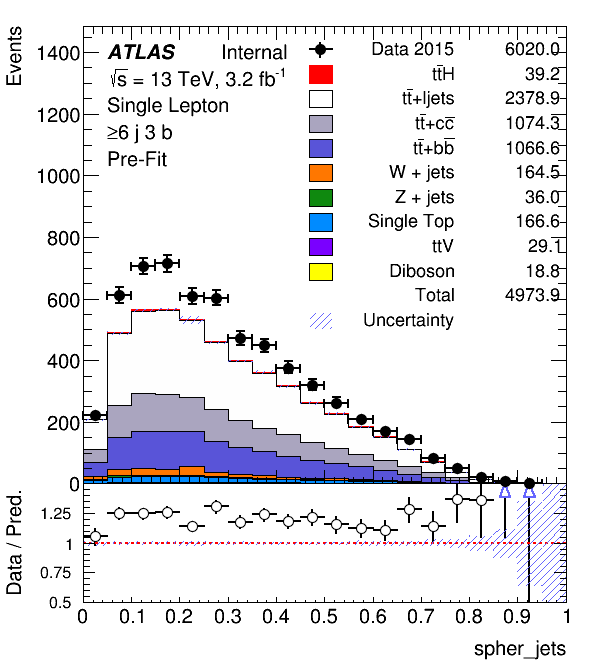 Events
1400
1200
1000
800
600
400
200
0
ATLAS Internal
√s = 13 TeV, 3.2 fb-1
Single Lepton
≥6 j 3 b
Pre-Fit
Data 2015 6020.0
tt̄H 39.2
tt̄+ljets 2378.9
tt̄+cc̄ 1074.3
tt̄+bb̄ 1066.6
W + jets 164.5
Z + jets 36.0
Single Top 166.6
ttV 29.1
Diboson 18.8
Total 4973.9
Uncertainty
Data / Pred.
1.25
1
0.75
0.5
0 0.1 0.2 0.3 0.4 0.5 0.6 0.7 0.8 0.9 1
spher_jets